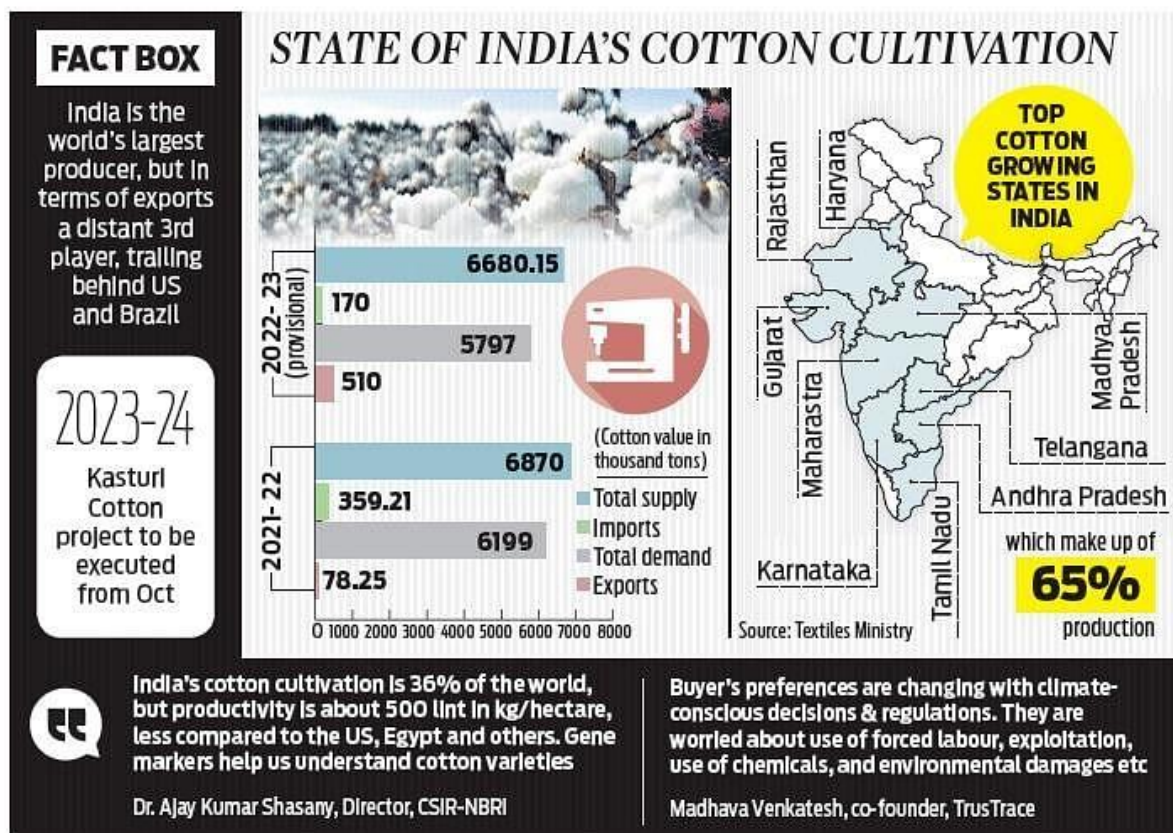 STATE OF INDIA'S COTTON CULTIVATION
FACT BOX
India is the
world's largest
producer, but in
terms of exports
a distant 3rd
player, trailing
behind US
and Brazil
2023-24
Kasturi
Cotton
project to be
executed
from Oct
2022-23
(provisional)
6680.15
170
5797
510
2021-22
6870
359.21
6199
78.25
0 1000 2000 3000 4000 5000 6000 7000 8000
(Cotton value in
thousand tons)
Total supply
Imports
Total demand
Exports
TOP
COTTON
GROWING
STATES IN
INDIA
Rajasthan
Haryana
Gujarat
Maharastra
Madhya
Pradesh
Telangana
Andhra Pradesh
Karnataka
Tamil Nadu
which make up of
65%
production
Source: Textiles Ministry
India's cotton cultivation is 36% of the world,
but productivity is about 500 lint in kg/hectare,
less compared to the US, Egypt and others. Gene
markers help us understand cotton varieties
Dr. Ajay Kumar Shasany, Director, CSIR-NBRI
Buyer's preferences are changing with climate-
conscious decisions & regulations. They are
worried about use of forced labour, exploitation,
use of chemicals, and environmental damages etc
Madhava Venkatesh, co-founder, TrusTrace